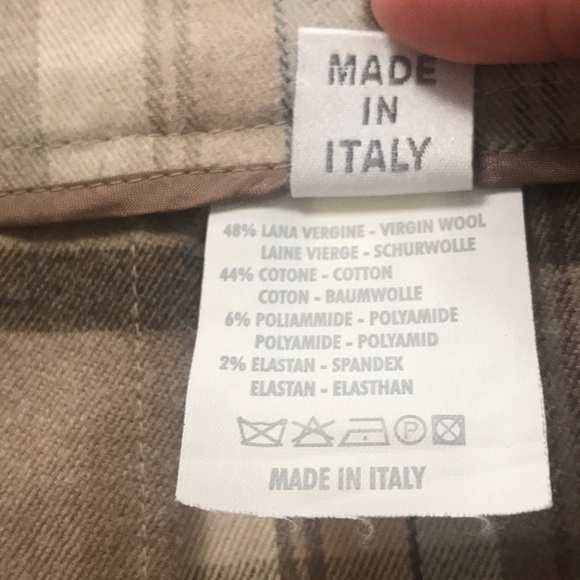 MADE
IN
ITALY
48% LANA VERGINE - VIRGIN WOOL
LAINE VIERGE - SCHURWOLLE
44% COTONE - COTTON
COTON - BAUMWOLLE
6% POLIAMMIDE - POLYAMIDE
POLYAMIDE - POLYAMID
2% ELASTAN - SPANDEX
ELASTAN - ELASTHAN
P
MADE IN ITALY